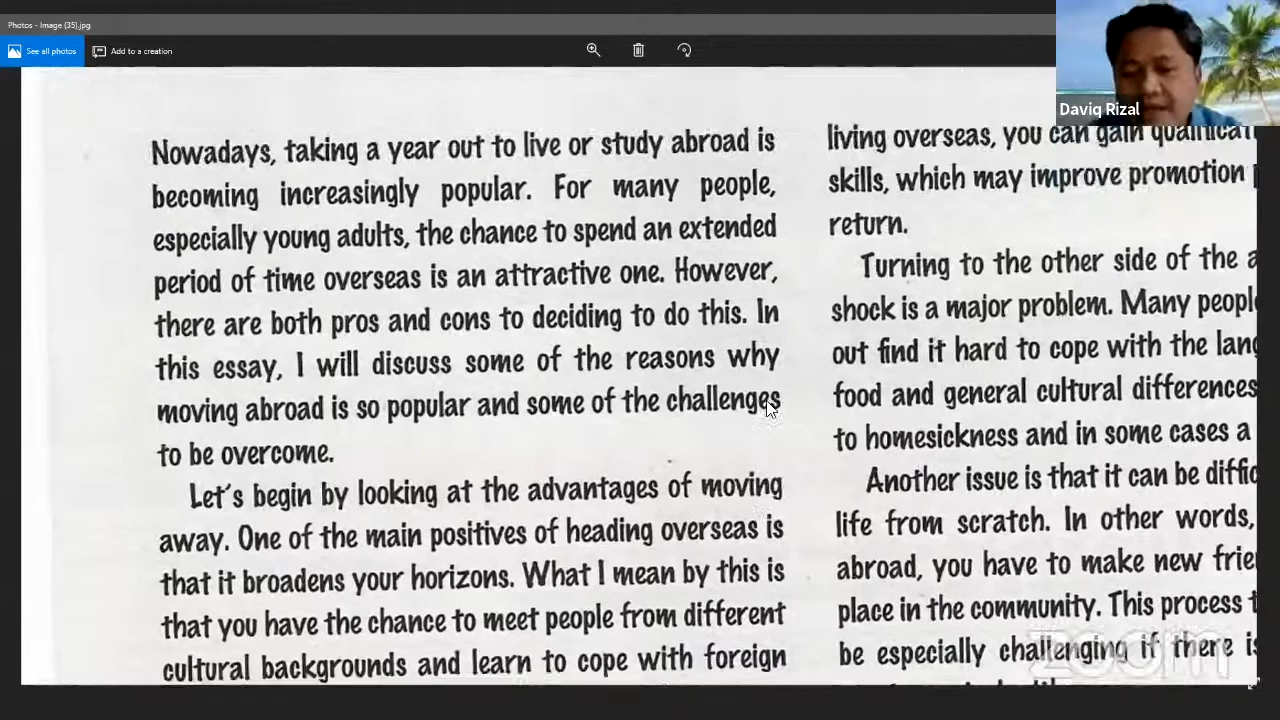 Photos - Image (35).jpg
See all photos
Add to a creation
Daviq Rizal
Nowadays, taking a year out to live or study abroad is
becoming increasingly popular. For many people,
especially young adults, the chance to spend an extended
period of time overseas is an attractive one. However,
there are both pros and cons to deciding to do this. In
this essay, I will discuss some of the reasons why
moving abroad is so popular and some of the challenges
to be overcome.
Let's begin by looking at the advantages of moving
away. One of the main positives of heading overseas is
that it broadens your horizons. What I mean by this is
that you have the chance to meet people from different
cultural backgrounds and learn to cope with foreign
living overseas, you can gain
skills, which may improve promotion
return.
Turning to the other side of the
shock is a major problem. Many
out find it hard to cope with the
food and general cultural differences
to homesickness and in some cases a
Another issue is that it can be
life from scratch. In other words,
abroad, you have to make new
place in the community. This process
be especially challenging if there
zoom